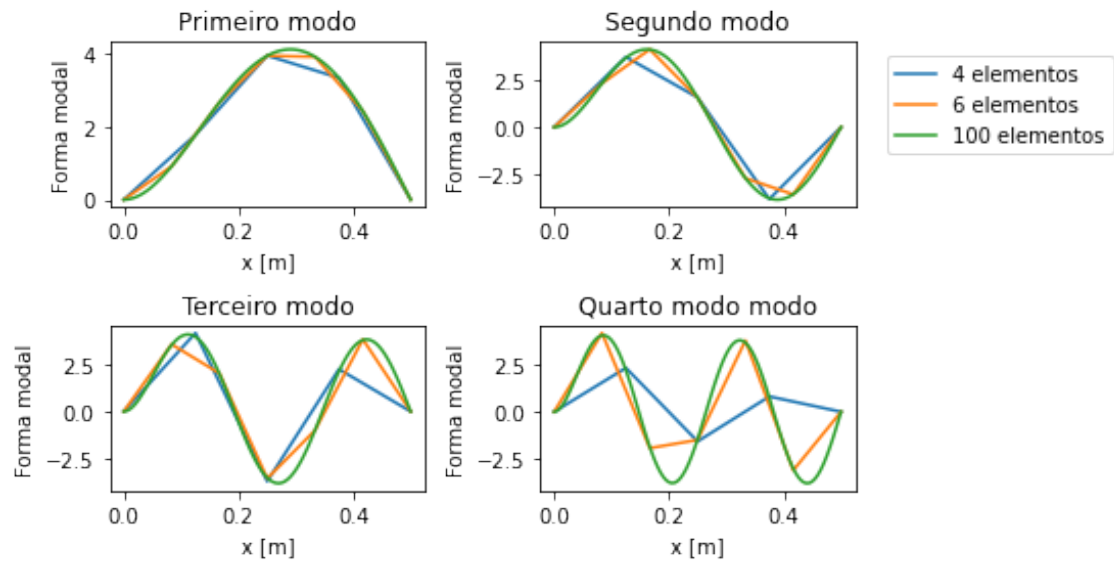 Primeiro modo
Forma modal
4
2
0
0.0 0.2 0.4
x [m]
Segundo modo
Forma modal
2.5
0.0
−2.5
0.0 0.2 0.4
x [m]
4 elementos
6 elementos
100 elementos
Terceiro modo
Forma modal
2.5
0.0
−2.5
0.0 0.2 0.4
x [m]
Quarto modo modo
Forma modal
2.5
0.0
−2.5
0.0 0.2 0.4
x [m]